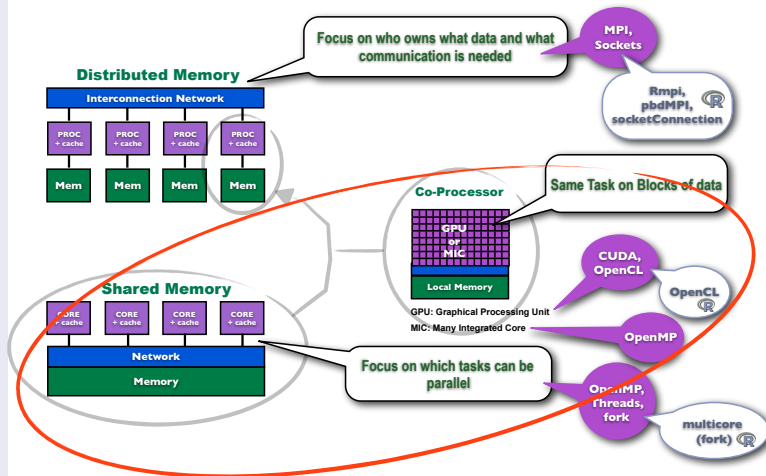 Focus on who owns what data and what
communication is needed
MPI,
Sockets
Rmpi,
pbdMPI,
socketConnection
R
Distributed Memory
Interconnection Network
PROC
+ cache
PROC
+ cache
PROC
+ cache
PROC
+ cache
Mem
Mem
Mem
Mem
Co-Processor
GPU
or
MIC
Local Memory
Same Task on Blocks of data
GPU: Graphical Processing Unit
MIC: Many Integrated Core
CUDA,
OpenCL
OpenCL
R
OpenMP
Shared Memory
CORE
+ cache
CORE
+ cache
CORE
+ cache
CORE
+ cache
Network
Memory
Focus on which tasks can be
parallel
OpenMP,
Threads,
fork
multicore
(fork) R